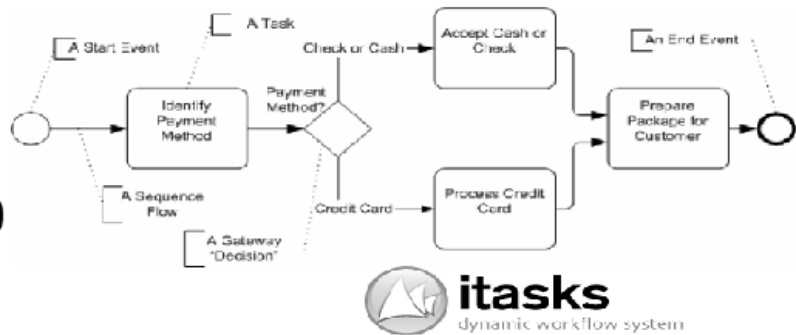 A Start Event
A Task
Check or Cash
Accept Cash or
Check
An End Event
Identify
Payment
Method
Payment
Method?
Prepare
Package for
Customer
A Sequence
Flow
Credit Card
Process Credit
Card
A Gateway
"Decision"
itasks
dynamic workflow system